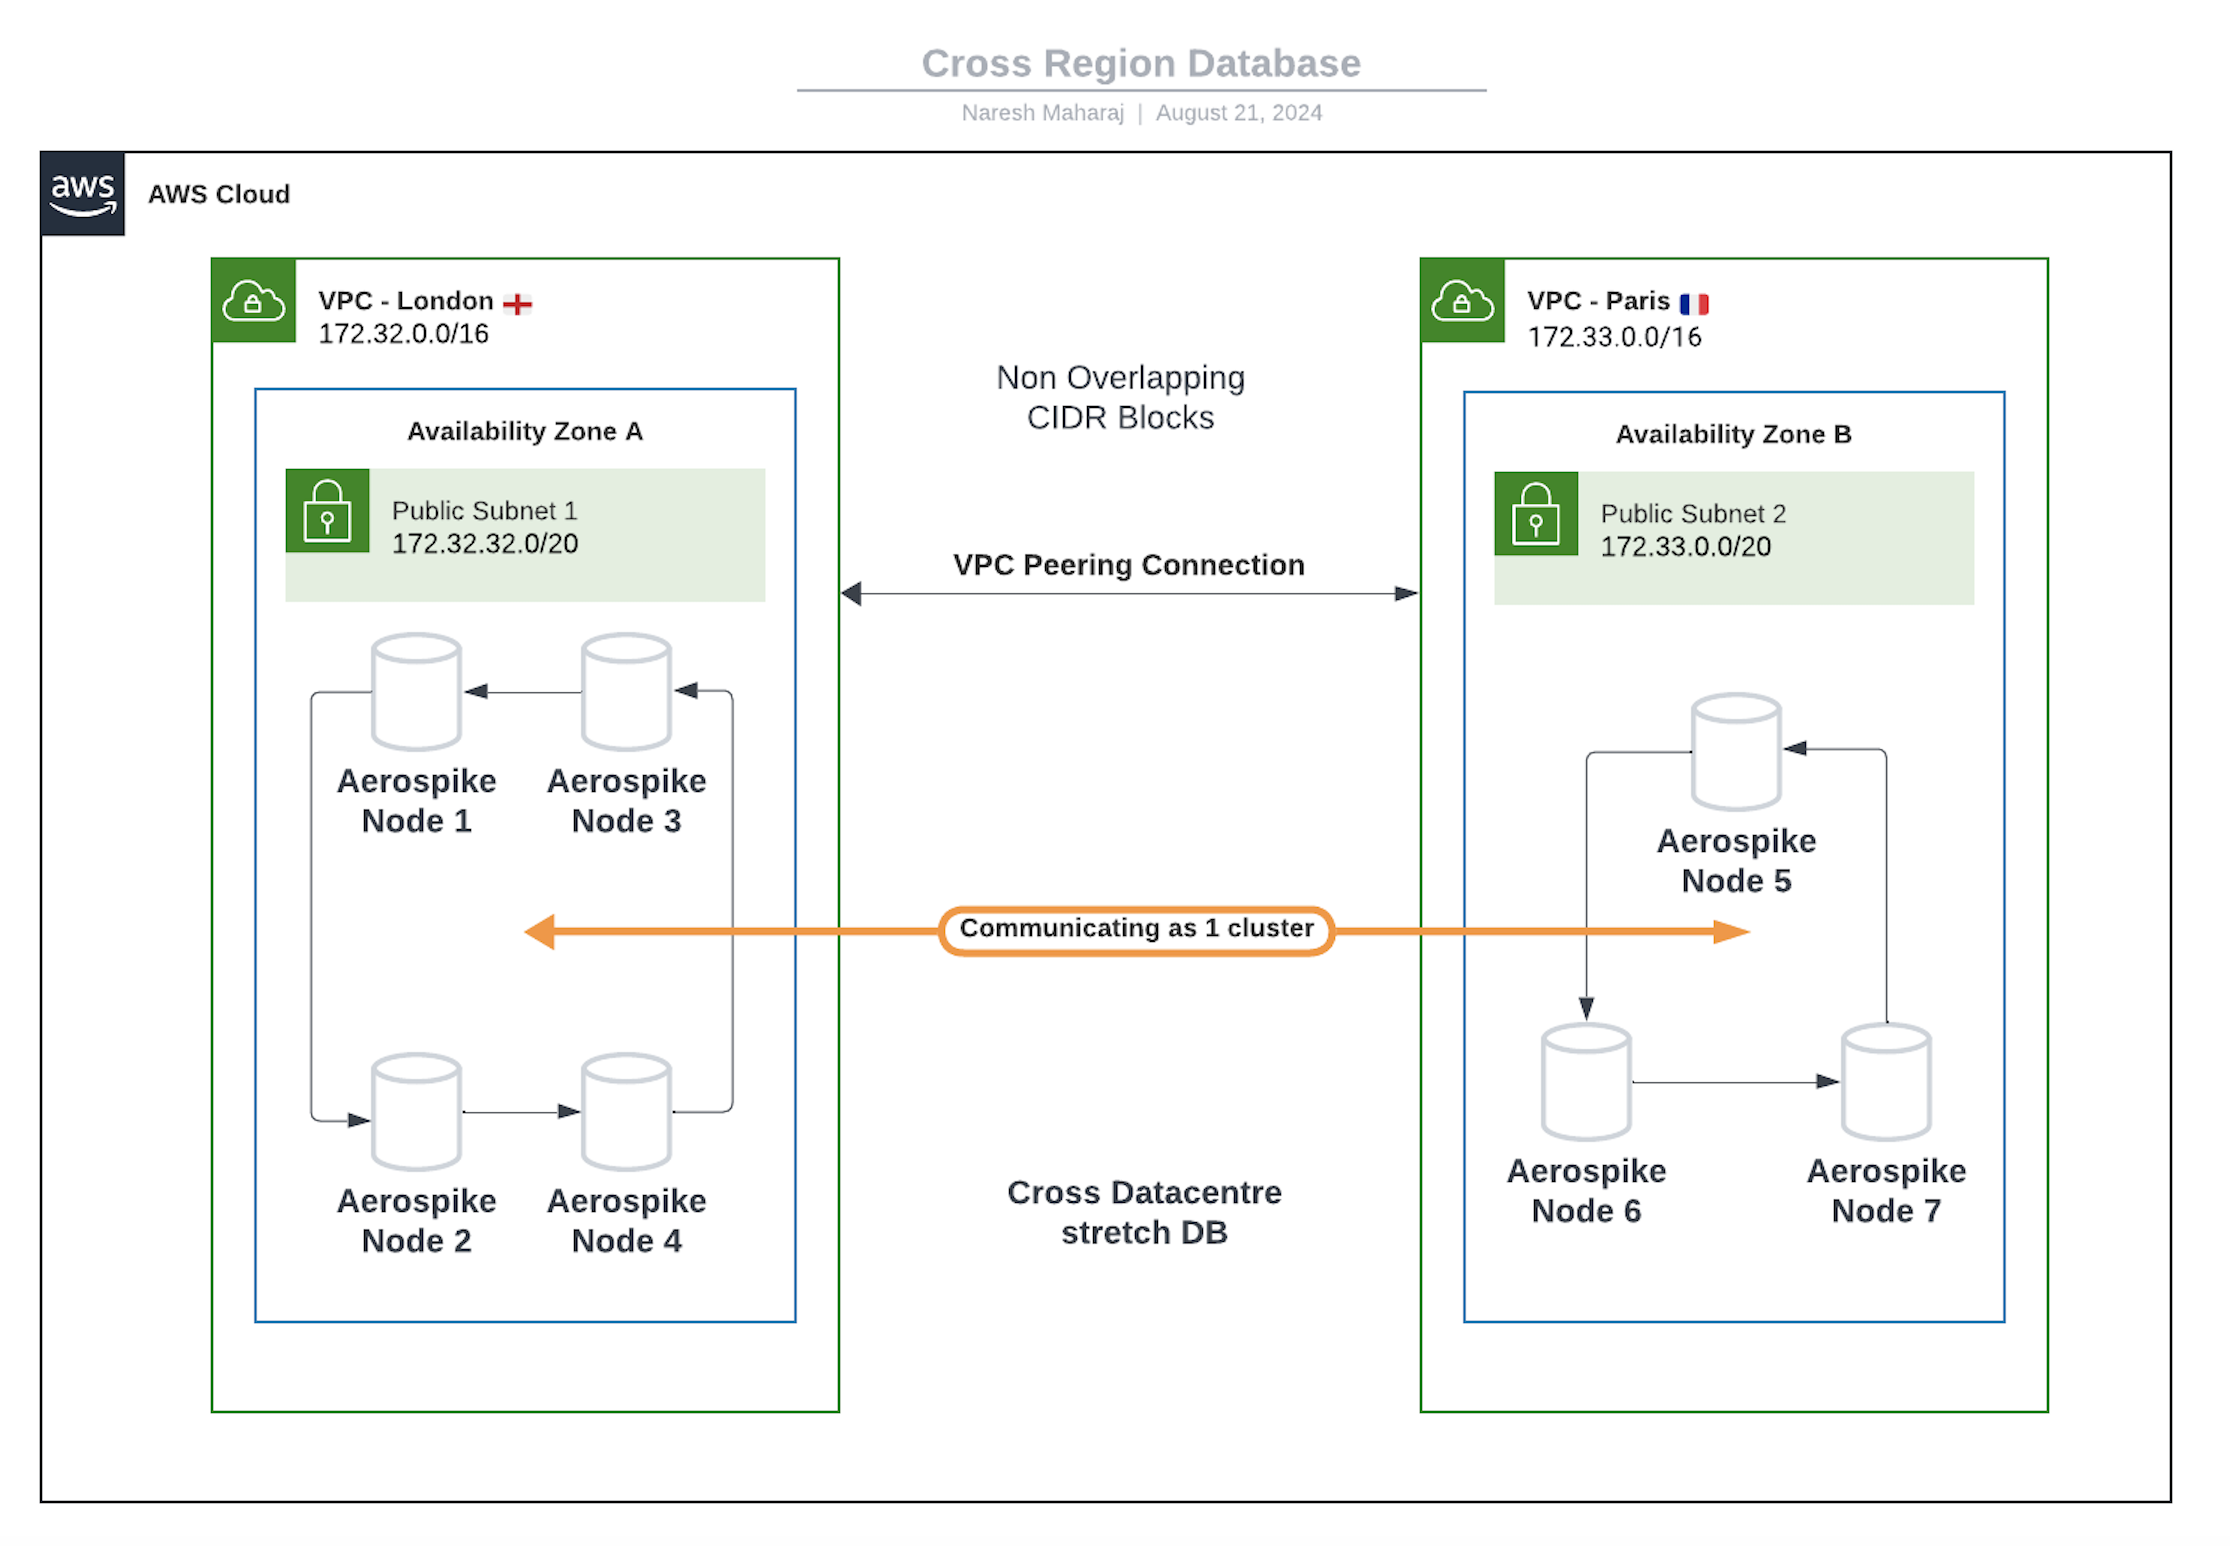 Cross Region Database
Naresh Maharaj | August 21, 2024
aws
AWS Cloud
VPC - London
172.32.0.0/16
Availability Zone A
Public Subnet 1
172.32.32.0/20
Aerospike
Node 1
Aerospike
Node 3
Aerospike
Node 2
Aerospike
Node 4
Non Overlapping
CIDR Blocks
VPC Peering Connection
Communicating as 1 cluster
Cross Datacentre
stretch DB
VPC - Paris
172.33.0.0/16
Availability Zone B
Public Subnet 2
172.33.0.0/20
Aerospike
Node 5
Aerospike
Node 6
Aerospike
Node 7